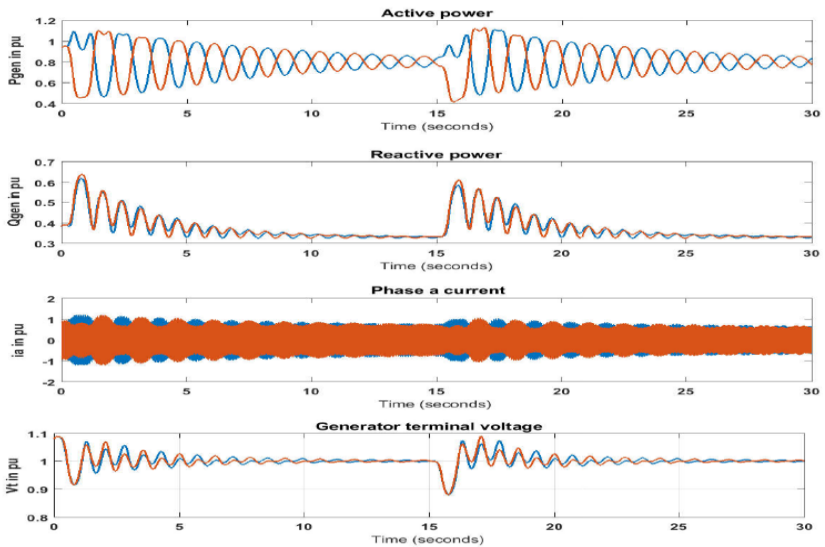 Active power
Pgen in pu
1.2
1
0.8
0.6
0.4
0 5 10 15 20 25 30
Time (seconds)
Reactive power
Qgen in pu
0.7
0.6
0.5
0.4
0.3
0 5 10 15 20 25 30
Time (seconds)
Phase a current
ia in pu
2
1
0
-1
-2
0 5 10 15 20 25 30
Time (seconds)
Generator terminal voltage
Vt in pu
1.1
1.0
0.9
0.8
0 5 10 15 20 25 30
Time (seconds)